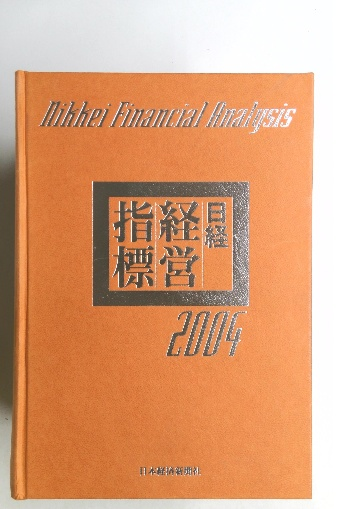 Nikkei Financial Analysis
日経
経営
指標
2004
日本経済新聞社